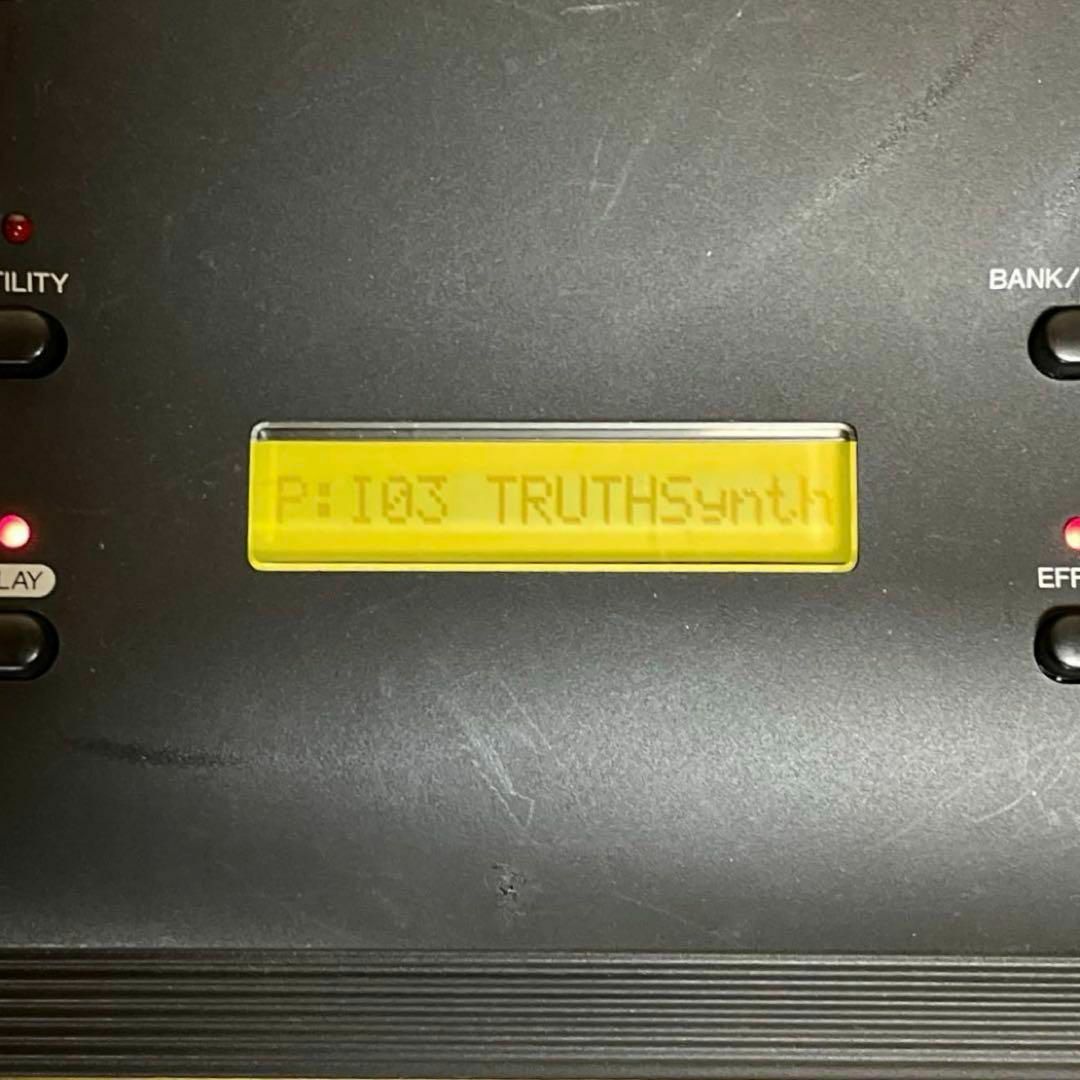 TILITY
BANK/
P:I03 TRUTHSynth
LAY
EFF